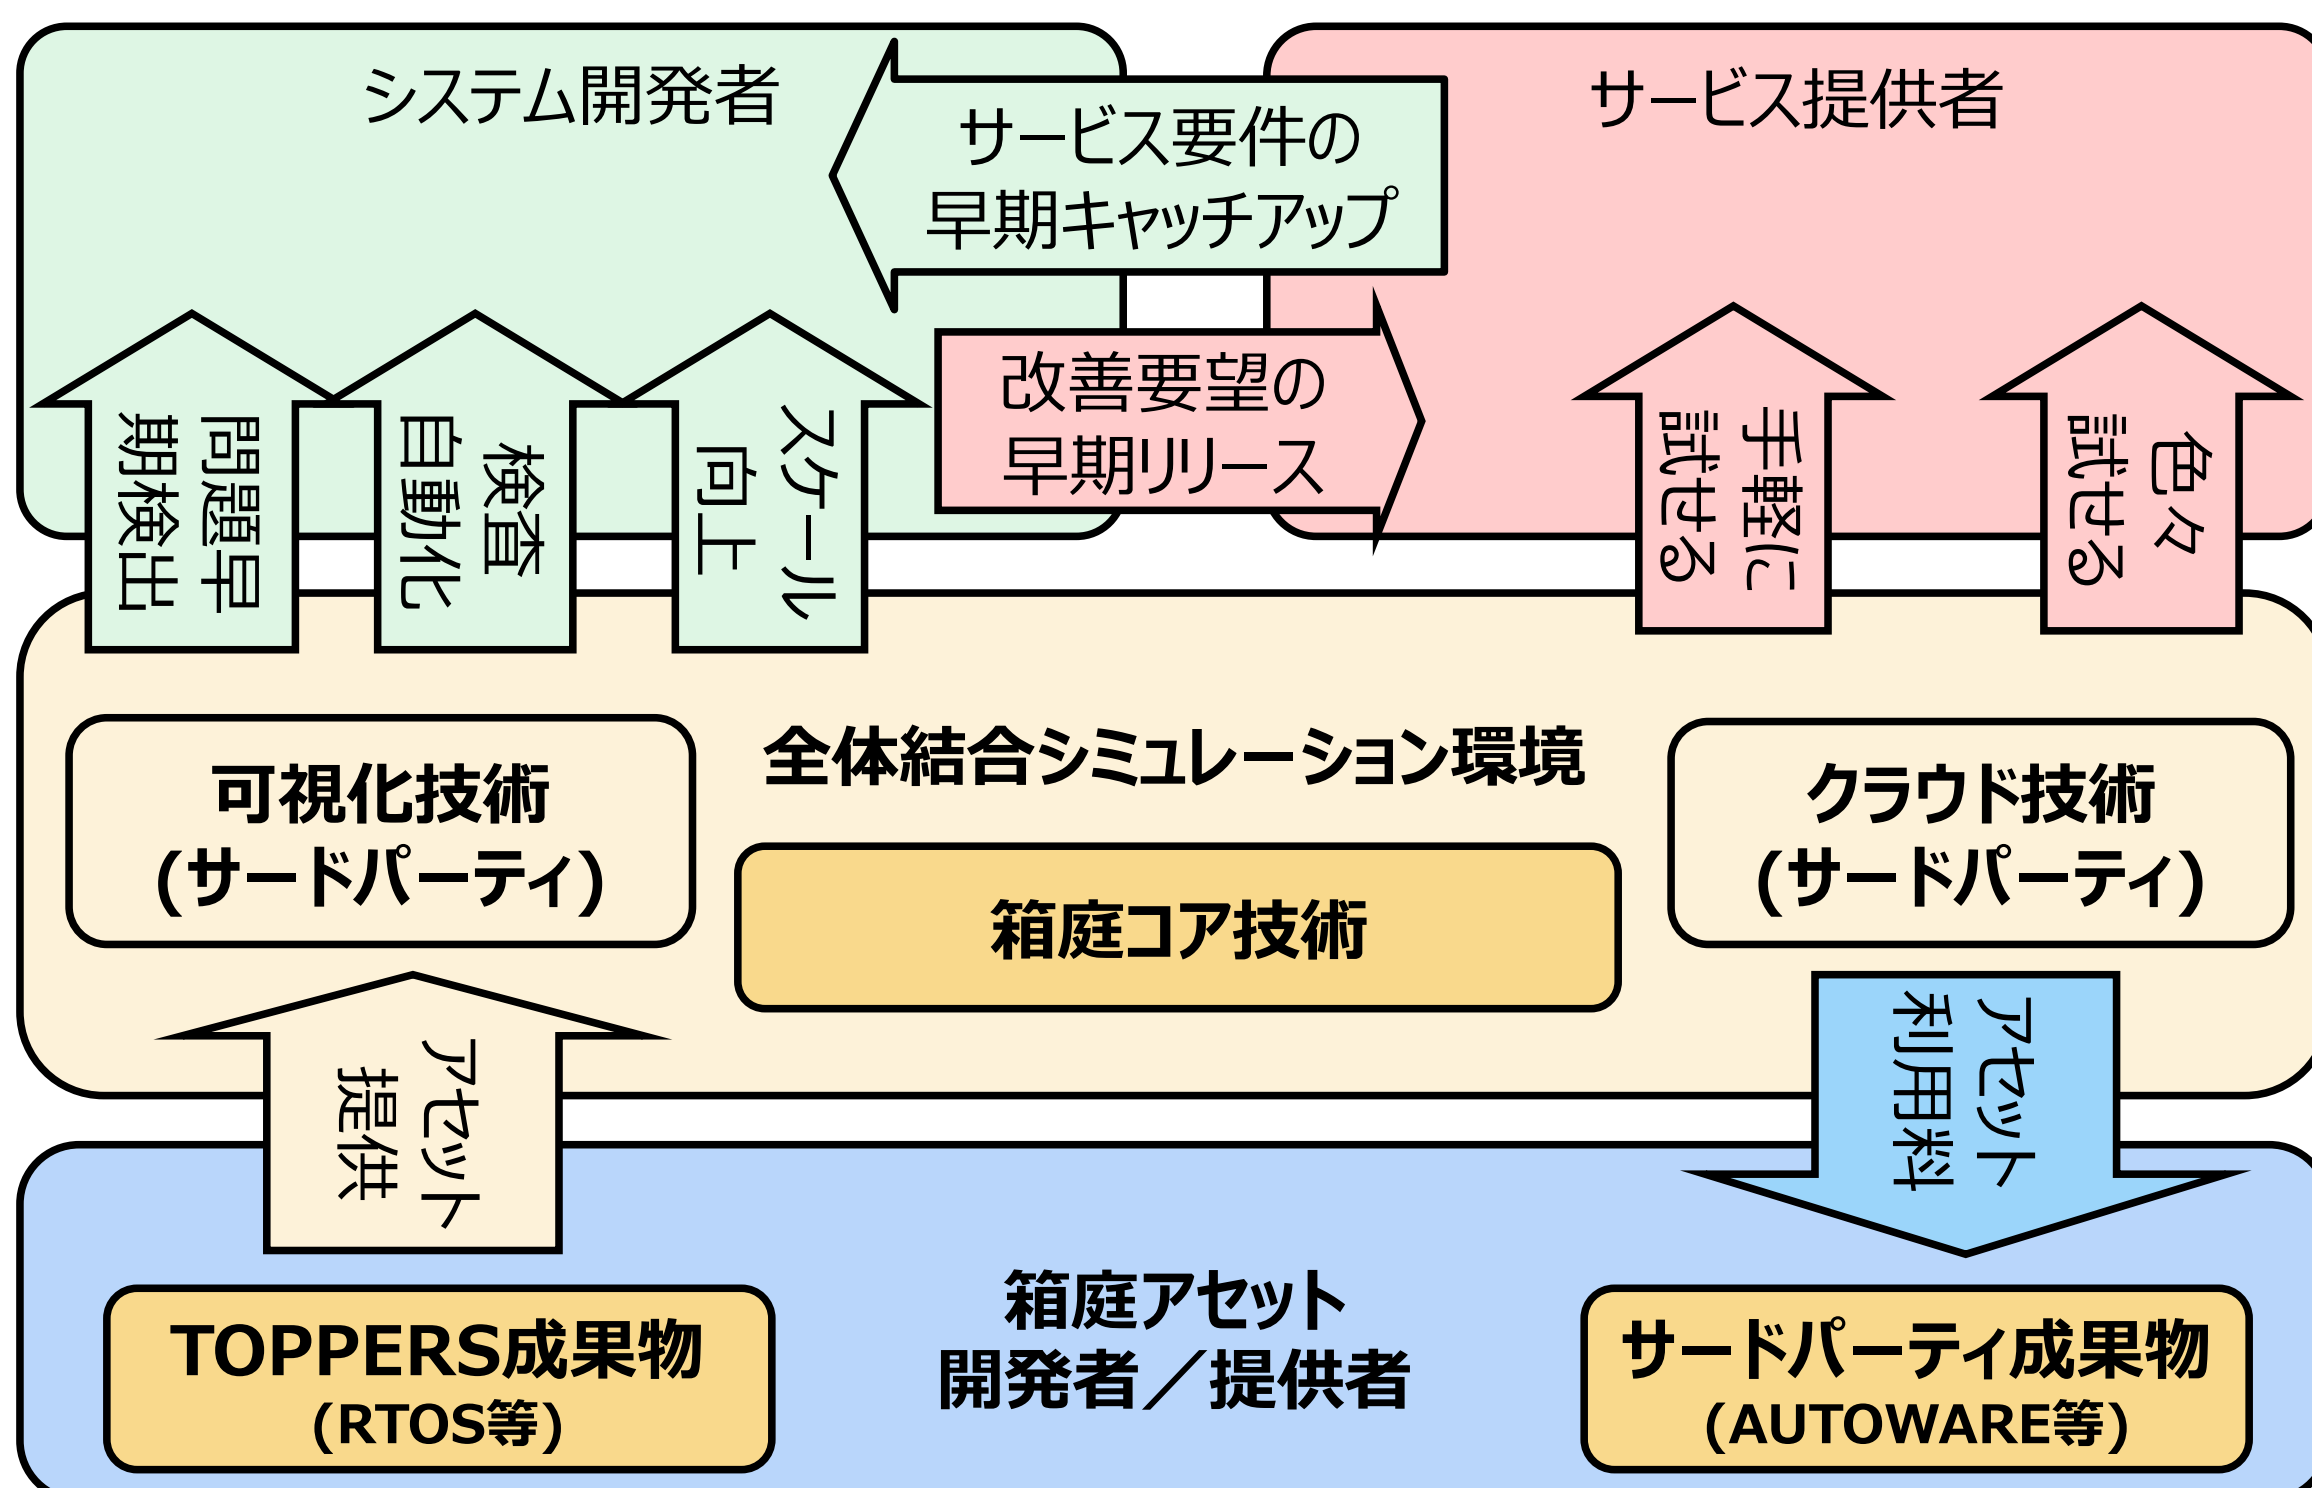 システム開発者
サービス要件の
早期キャッチアップ
サービス提供者
改善要望の
早期リリース
問題早
期検出
検査
自動化
スケール
向上
手軽に
試せる
色々
試せる
全体結合シミュレーション環境
可視化技術
(サードパーティ)
箱庭コア技術
クラウド技術
(サードパーティ)
アセット
提供
アセット
利用料
箱庭アセット
開発者／提供者
TOPPERS成果物
(RTOS等)
サードパーティ成果物
(AUTOWARE等)